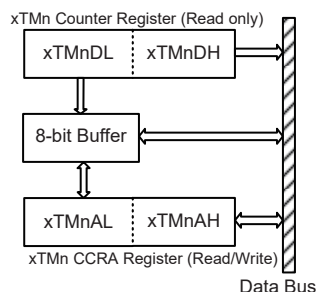 xTMn Counter Register (Read only)
xTMnDL xTMnDH
8-bit Buffer
xTMnAL xTMnAH
xTMn CCRA Register (Read/Write)
Data Bus